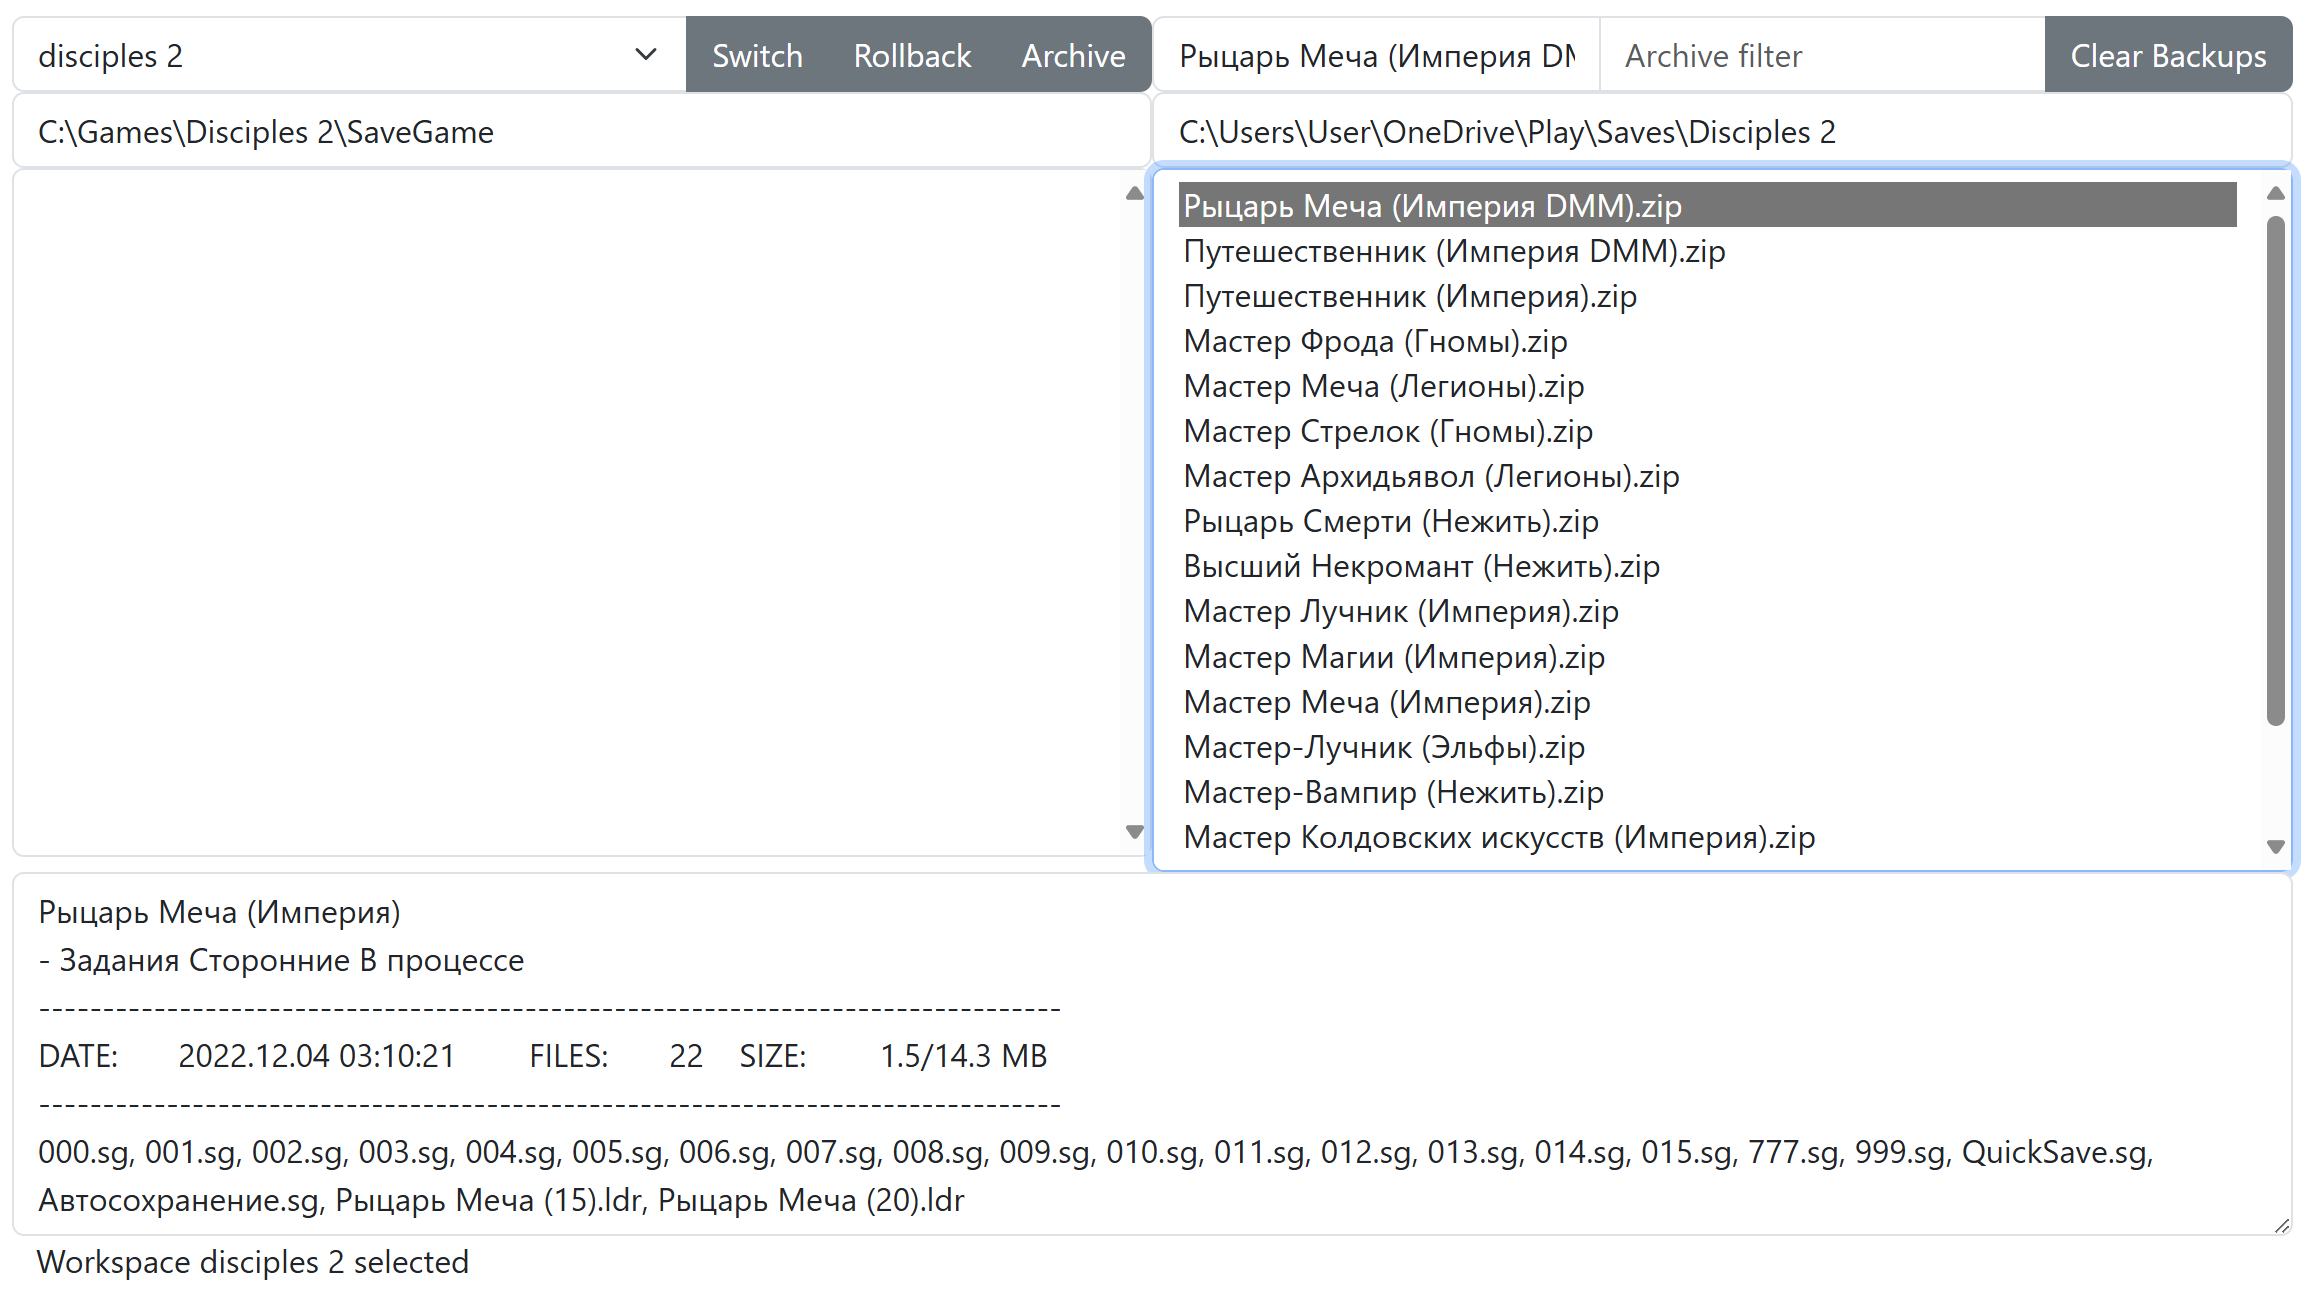 disciples 2 Switch Rollback Archive Рыцарь Меча (Империя DM Archive filter Clear Backups
C:\Games\Disciples 2\SaveGame C:\Users\User\OneDrive\Play\Saves\Disciples 2
Рыцарь Меча (Империя DMM).zip
Путешественник (Империя DMM).zip
Путешественник (Империя).zip
Мастер Фрода (Гномы).zip
Мастер Меча (Легионы).zip
Мастер Стрелок (Гномы).zip
Мастер Архидьявол (Легионы).zip
Рыцарь Смерти (Нежить).zip
Высший Некромант (Нежить).zip
Мастер Лучник (Империя).zip
Мастер Магии (Империя).zip
Мастер Меча (Империя).zip
Мастер-Лучник (Эльфы).zip
Мастер-Вампир (Нежить).zip
Мастер Колдовских искусств (Империя).zip
Рыцарь Меча (Империя)
- Задания Сторонние В процессе
--------------------------------------------------------------------------------
DATE: 2022.12.04 03:10:21 FILES: 22 SIZE: 1.5/14.3 MB
--------------------------------------------------------------------------------
000.sg, 001.sg, 002.sg, 003.sg, 004.sg, 005.sg, 006.sg, 007.sg, 008.sg, 009.sg, 010.sg, 011.sg, 012.sg, 013.sg, 014.sg, 015.sg, 777.sg, 999.sg, QuickSave.sg,
Автосохранение.sg, Рыцарь Меча (15).ldr, Рыцарь Меча (20).ldr
Workspace disciples 2 selected